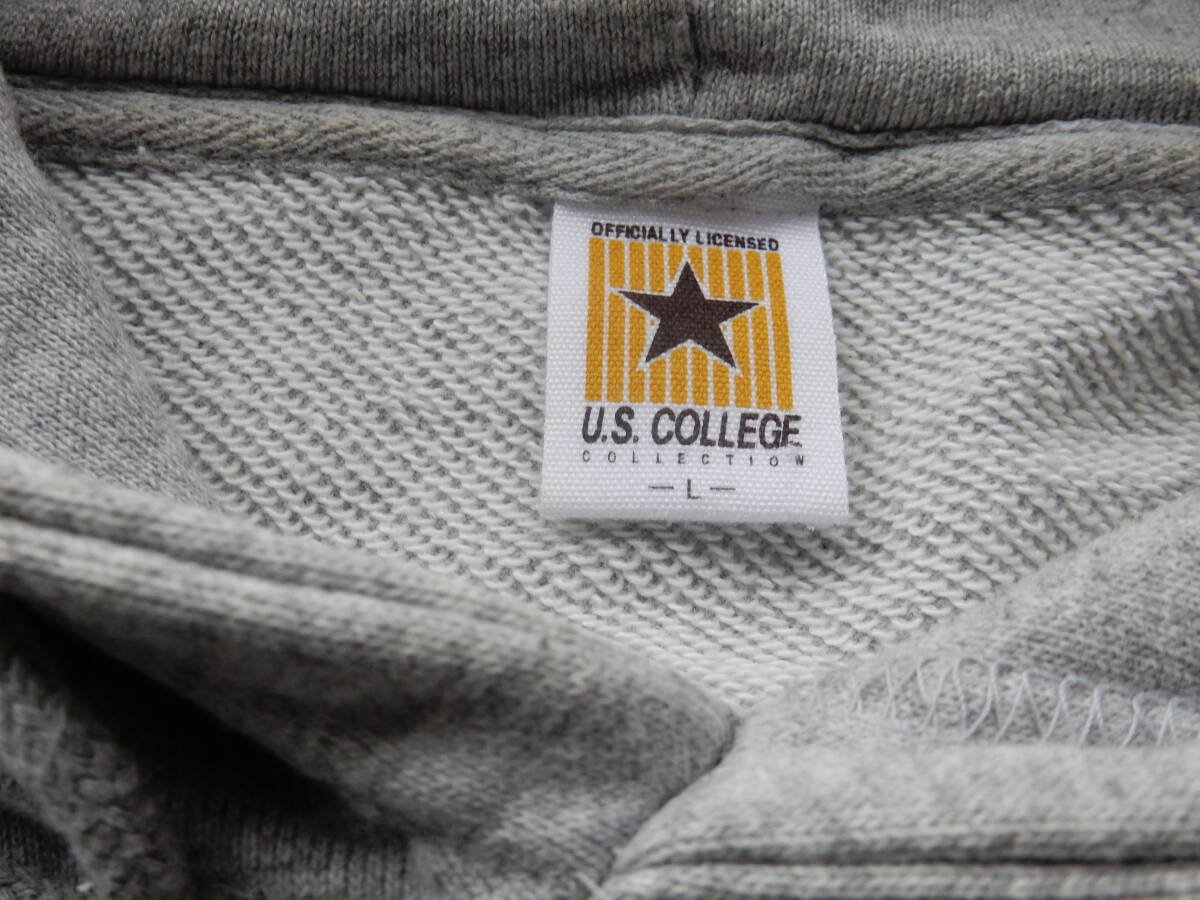 OFFICIALLY LICENSED
U.S. COLLEGE
COLLECTION
— L —